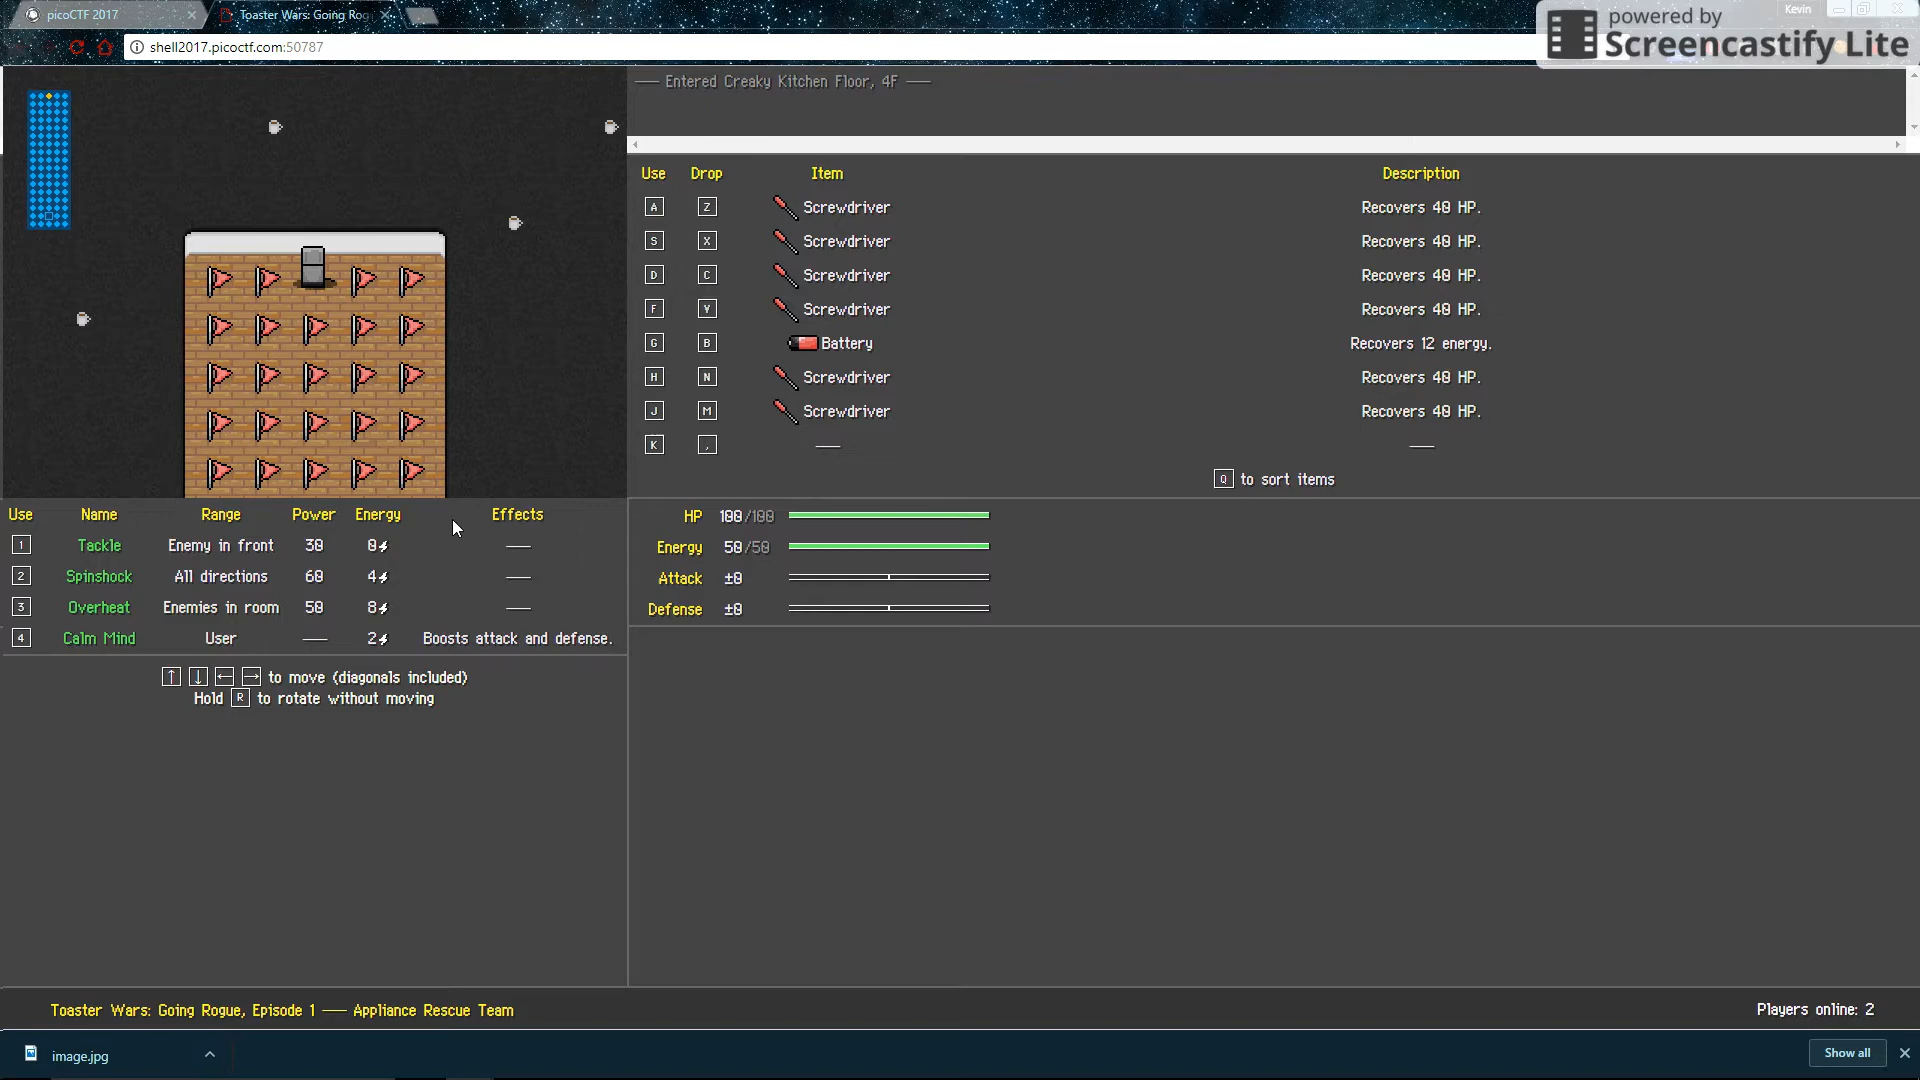 picoCTF 2017
Toaster Wars: Going Rog
Kevin
powered by
Screencastify Lite
shell2017.picoctf.com:50787
Entered Creaky Kitchen Floor, 4F
Use Drop Item Description
A Z Screwdriver Recovers 40 HP.
S X Screwdriver Recovers 40 HP.
D C Screwdriver Recovers 40 HP.
F V Screwdriver Recovers 40 HP.
G B Battery Recovers 12 energy.
H N Screwdriver Recovers 40 HP.
J M Screwdriver Recovers 40 HP.
K , — —
Q to sort items
Use Name Range Power Energy Effects
1 Tackle Enemy in front 30 0 —
2 Spinshock All directions 60 4 —
3 Overheat Enemies in room 50 8 —
4 Calm Mind User — 2 Boosts attack and defense.
↑ ↓ ← → to move (diagonals included)
Hold R to rotate without moving
HP 100/100
Energy 50/50
Attack ±0
Defense ±0
Toaster Wars: Going Rogue, Episode 1 — Appliance Rescue Team
Players online: 2
image.jpg
Show all